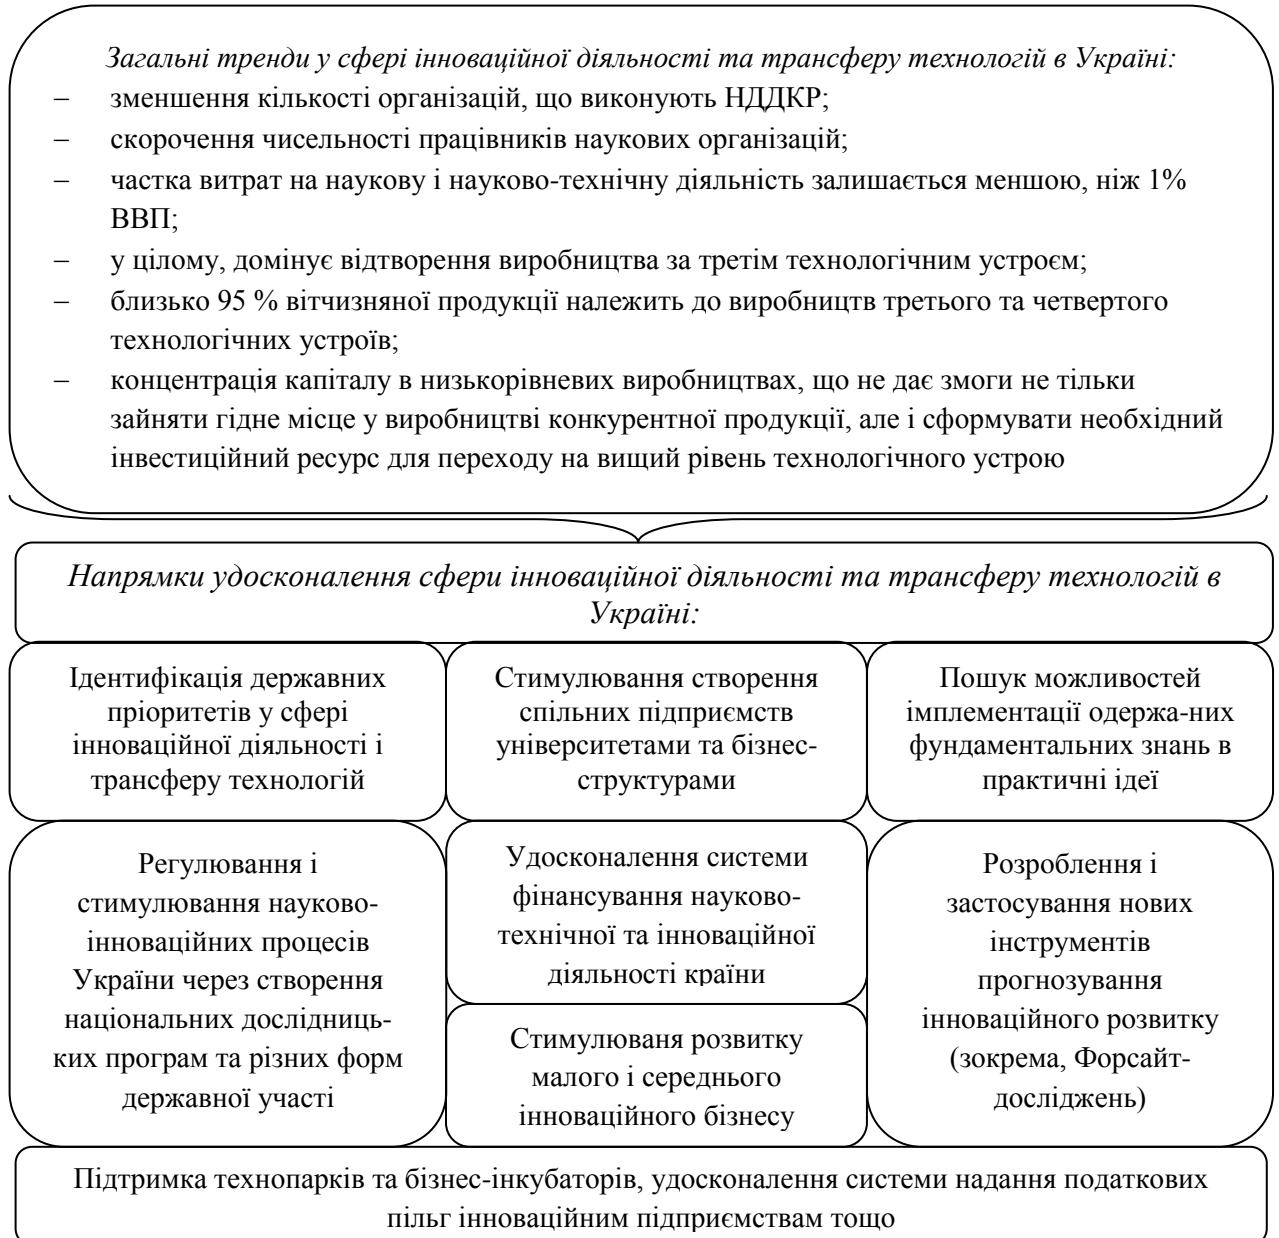 Загальні тренди у сфері інноваційної діяльності та трансферу технологій в Україні:
– зменшення кількості організацій, що виконують НДДКР;
– скорочення чисельності працівників наукових організацій;
– частка витрат на наукову і науково-технічну діяльність залишається меншою, ніж 1%
ВВП;
– у цілому, домінує відтворення виробництва за третім технологічним устроєм;
– близько 95 % вітчизняної продукції належить до виробництв третього та четвертого
технологічних устроїв;
– концентрація капіталу в низькорівневих виробництвах, що не дає змоги не тільки
зайняти гідне місце у виробництві конкурентної продукції, але і сформувати необхідний
інвестиційний ресурс для переходу на вищий рівень технологічного устрою
Напрямки удосконалення сфери інноваційної діяльності та трансферу технологій в
Україні:
Ідентифікація державних
пріоритетів у сфері
інноваційної діяльності і
трансферу технологій
Стимулювання створення
спільних підприємств
університетами та бізнес-
структурами
Пошук можливостей
імплементації одержа-них
фундаментальних знань в
практичні ідеї
Регулювання і
стимулювання науково-
інноваційних процесів
України через створення
національних дослідниць-
ких програм та різних форм
державної участі
Удосконалення системи
фінансування науково-
технічної та інноваційної
діяльності країни
Стимулюваня розвитку
малого і середнього
інноваційного бізнесу
Розроблення і
застосування нових
інструментів
прогнозування
інноваційного розвитку
(зокрема, Форсайт-
досліджень)
Підтримка технопарків та бізнес-інкубаторів, удосконалення системи надання податкових
пільг інноваційним підприємствам тощо